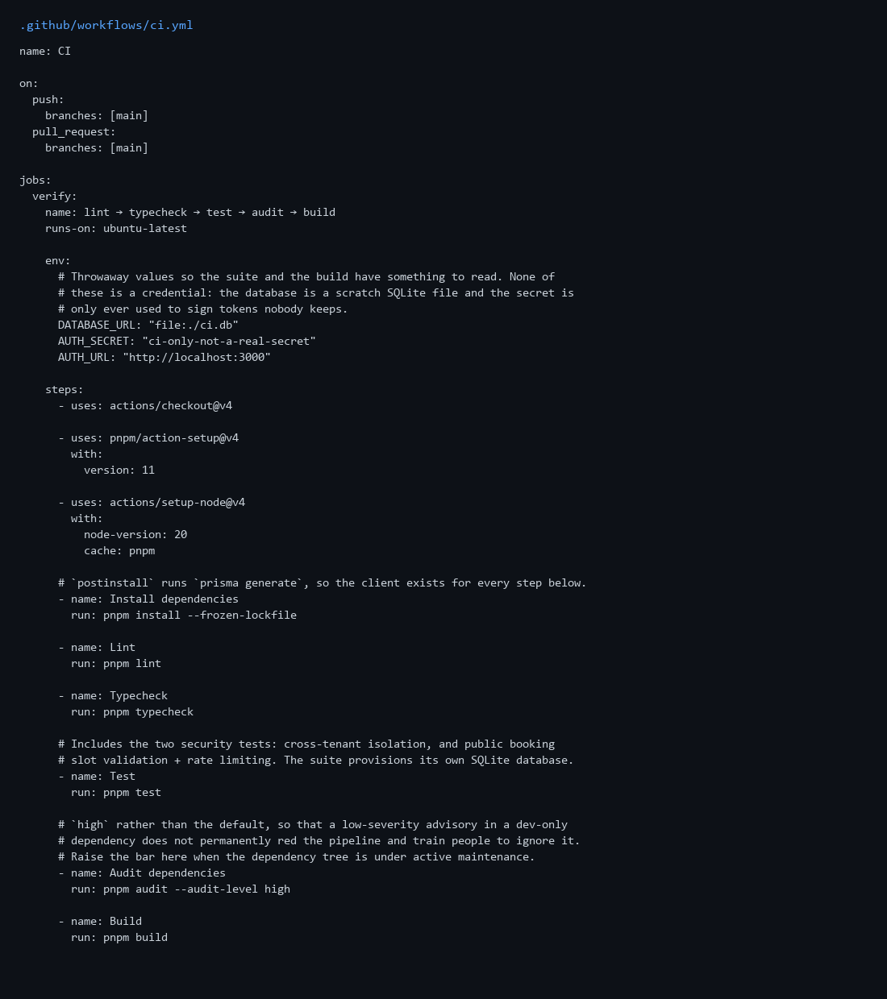 .github/workflows/ci.yml
name: CI

on:
  push:
    branches: [main]
  pull_request:
    branches: [main]

jobs:
  verify:
    name: lint → typecheck → test → audit → build
    runs-on: ubuntu-latest

    env:
      # Throwaway values so the suite and the build have something to read. None of
      # these is a credential: the database is a scratch SQLite file and the secret is
      # only ever used to sign tokens nobody keeps.
      DATABASE_URL: "file:./ci.db"
      AUTH_SECRET: "ci-only-not-a-real-secret"
      AUTH_URL: "http://localhost:3000"

    steps:
      - uses: actions/checkout@v4

      - uses: pnpm/action-setup@v4
        with:
          version: 11

      - uses: actions/setup-node@v4
        with:
          node-version: 20
          cache: pnpm

      # `postinstall` runs `prisma generate`, so the client exists for every step below.
      - name: Install dependencies
        run: pnpm install --frozen-lockfile

      - name: Lint
        run: pnpm lint

      - name: Typecheck
        run: pnpm typecheck

      # Includes the two security tests: cross-tenant isolation, and public booking
      # slot validation + rate limiting. The suite provisions its own SQLite database.
      - name: Test
        run: pnpm test

      # `high` rather than the default, so that a low-severity advisory in a dev-only
      # dependency does not permanently red the pipeline and train people to ignore it.
      # Raise the bar here when the dependency tree is under active maintenance.
      - name: Audit dependencies
        run: pnpm audit --audit-level high

      - name: Build
        run: pnpm build